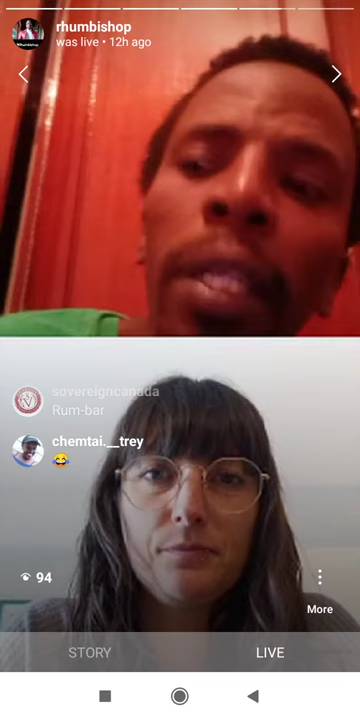 rhumbishop
was live • 12h ago
sovereigncanada
Rum-bar
chemtai.__trey
😂
94
More
STORY
LIVE